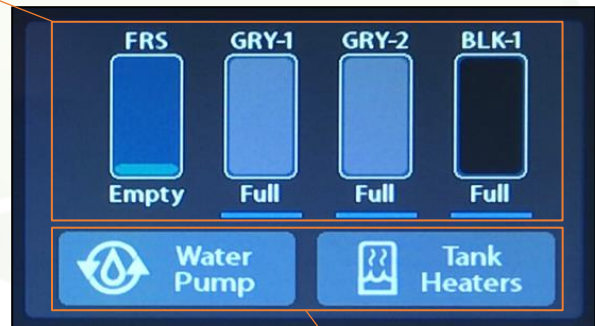 FRS GRY-1 GRY-2 BLK-1
Empty Full Full Full
Water
Pump
Tank
Heaters